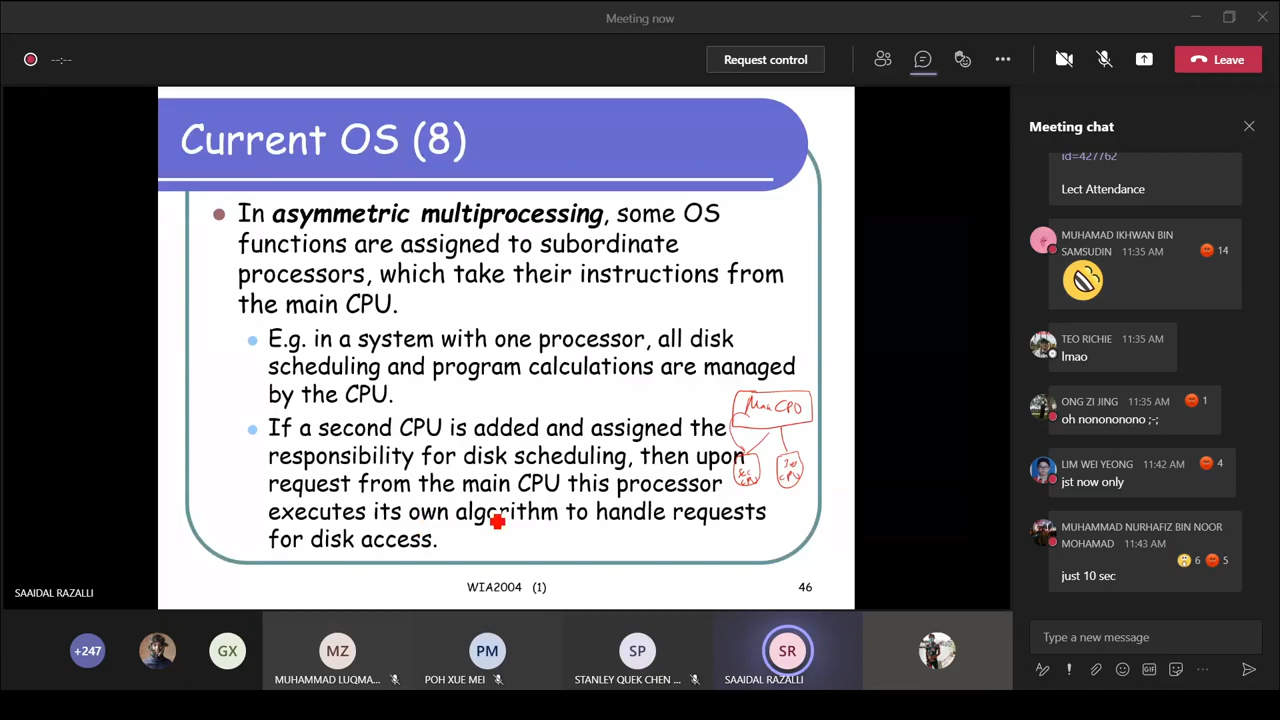 Meeting now
--:--
Request control
Leave
Current OS (8)
In asymmetric multiprocessing, some OS
functions are assigned to subordinate
processors, which take their instructions from
the main CPU.
E.g. in a system with one processor, all disk
scheduling and program calculations are managed
by the CPU.
If a second CPU is added and assigned the
responsibility for disk scheduling, then upon
request from the main CPU this processor
executes its own algorithm to handle requests
for disk access.
Main CPU
Sec
CPU
CPU
WIA2004 (1)
46
SAAIDAL RAZALLI
+247
GX
MZ
MUHAMMAD LUQMA...
PM
POH XUE MEI
SP
STANLEY QUEK CHEN ...
SR
SAAIDAL RAZALLI
Meeting chat
id=427762
Lect Attendance
MUHAMAD IKHWAN BIN
SAMSUDIN 11:35 AM
14
TEO RICHIE 11:35 AM
lmao
ONG ZI JING 11:35 AM
1
oh nonononono ;-;
LIM WEI YEONG 11:42 AM
4
jst now only
MUHAMMAD NURHAFIZ BIN NOOR
MOHAMAD 11:43 AM
6 5
just 10 sec
Type a new message
GIF